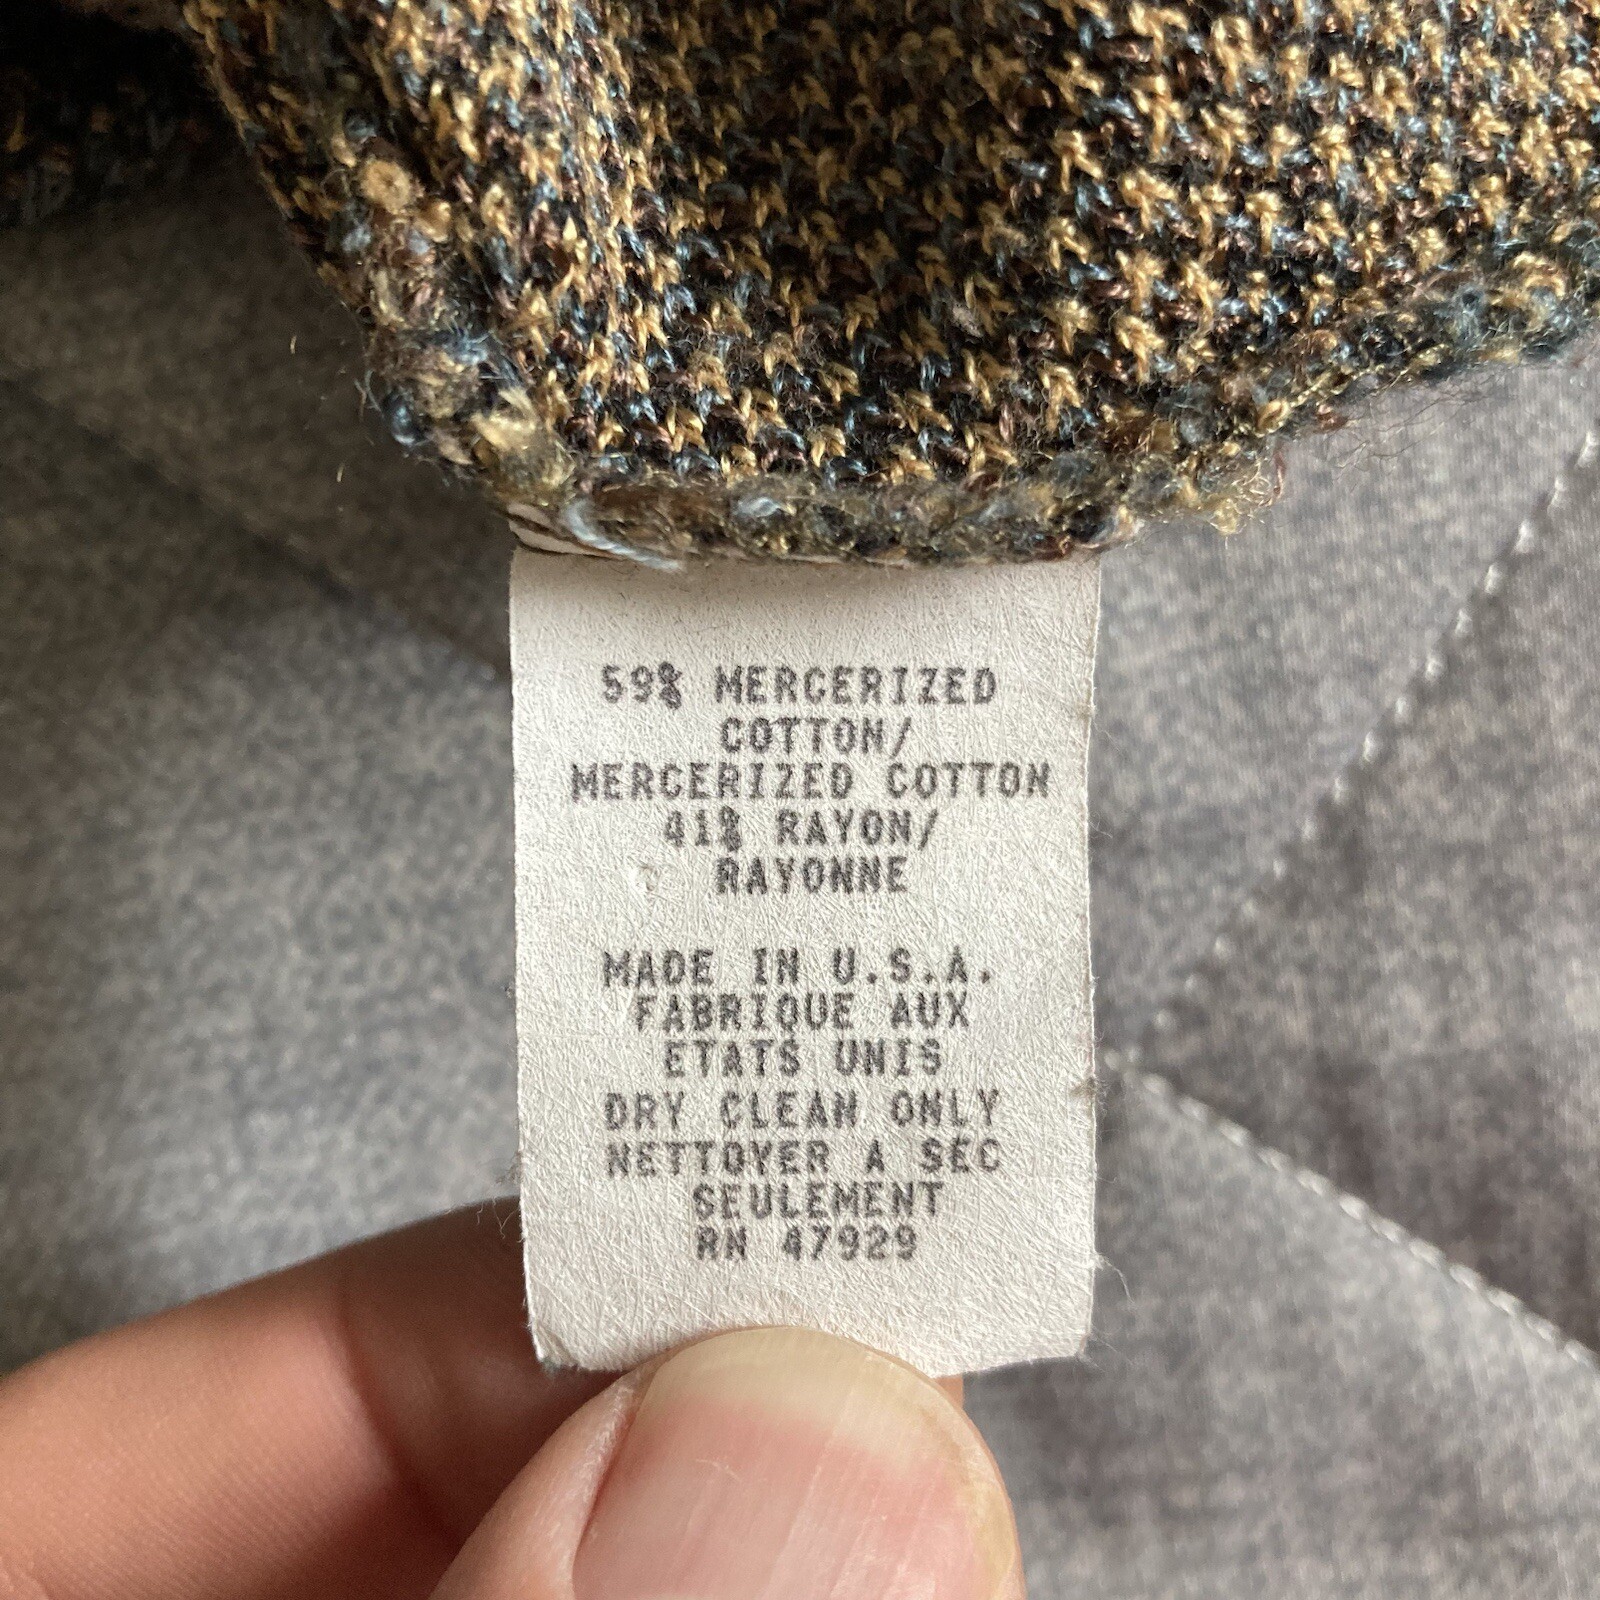 59% MERCERIZED
COTTON/
MERCERIZED COTTON
41% RAYON/
RAYONNE
MADE IN U.S.A.
FABRIQUE AUX
ETATS UNIS
DRY CLEAN ONLY
NETTOYER A SEC
SEULEMENT
RN 47929